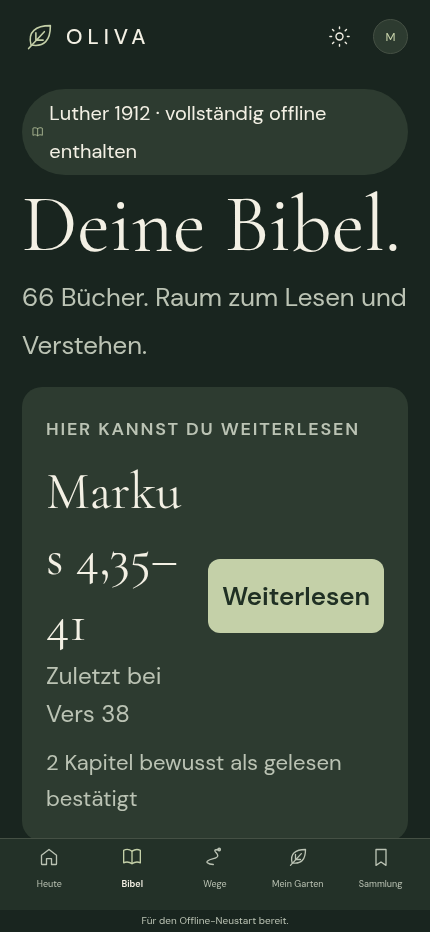 OLIVA
M
Luther 1912 · vollständig offline
enthalten
Deine Bibel.
66 Bücher. Raum zum Lesen und
Verstehen.
HIER KANNST DU WEITERLESEN
Marku
s 4,35–
41
Zuletzt bei
Vers 38
Weiterlesen
2 Kapitel bewusst als gelesen
bestätigt
Heute
Bibel
Wege
Mein Garten
Sammlung
Für den Offline-Neustart bereit.